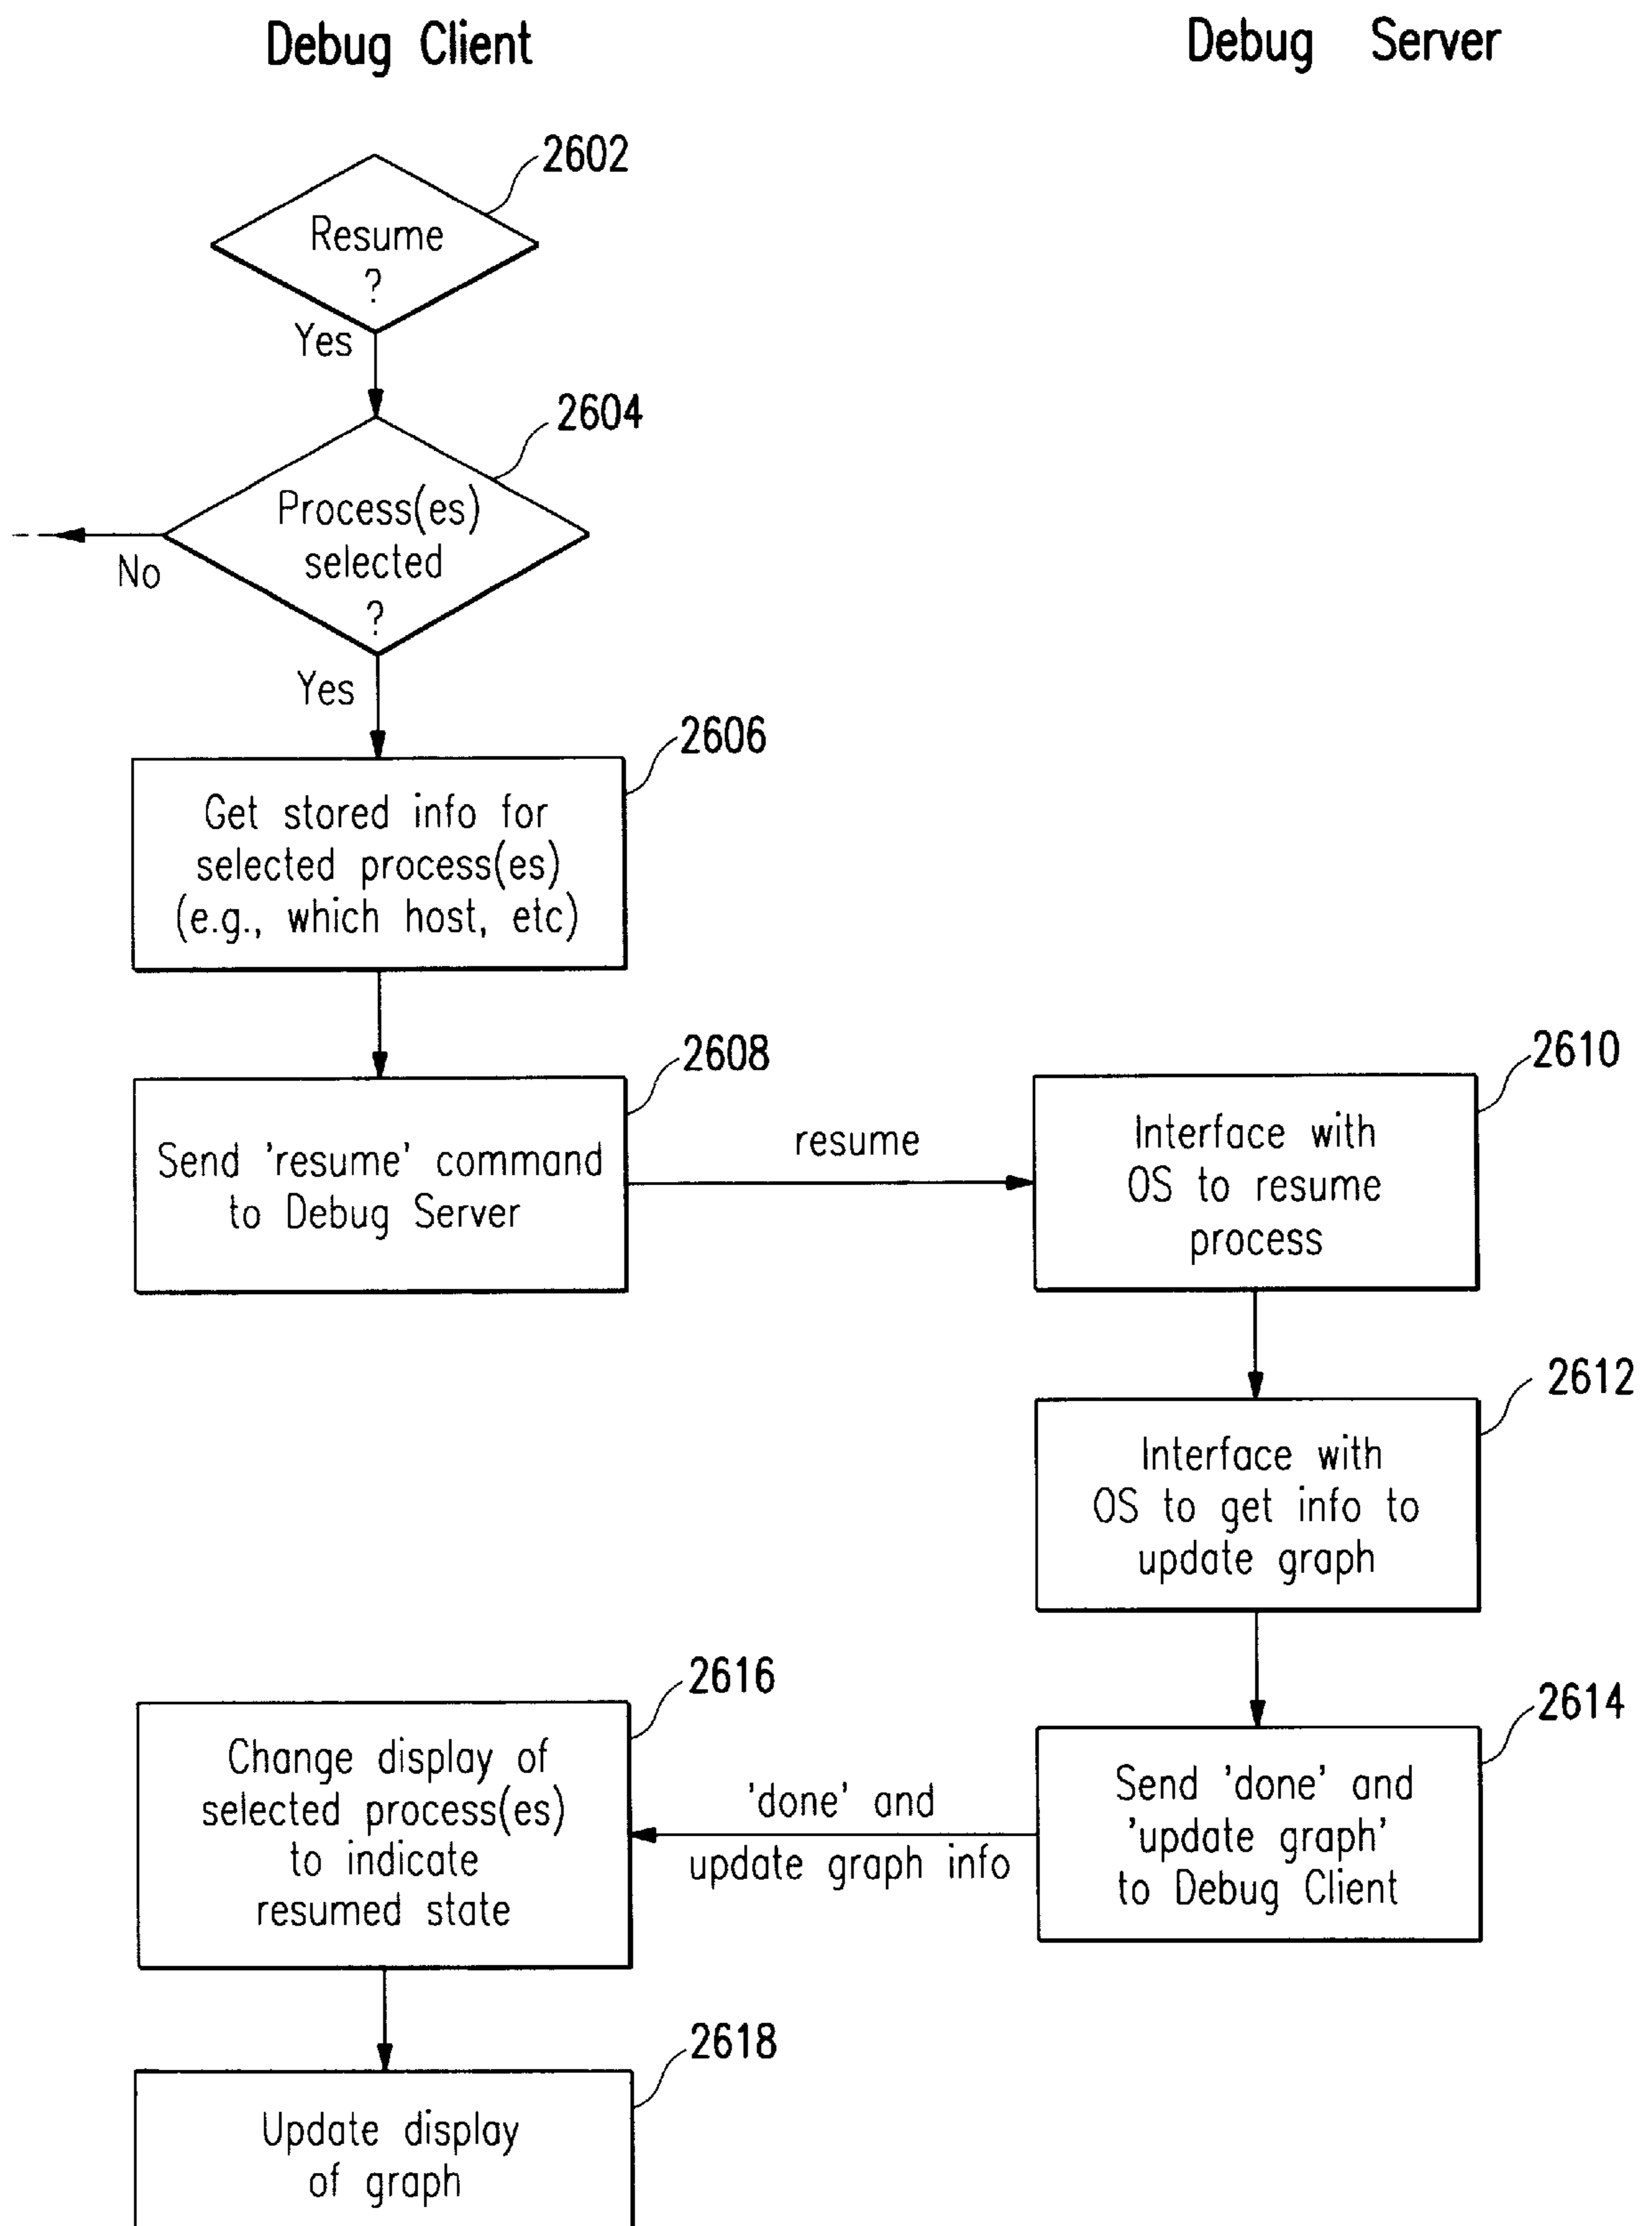 Debug Client
Debug Server
2602
Resume
?
Yes
2604
Process(es)
selected
?
No
Yes
2606
Get stored info for
selected process(es)
(e.g., which host, etc)
2608
Send 'resume' command
to Debug Server
resume
2610
Interface with
OS to resume
process
2612
Interface with
OS to get info to
update graph
2614
Send 'done' and
'update graph'
to Debug Client
'done' and
update graph info
2616
Change display of
selected process(es)
to indicate
resumed state
2618
Update display
of graph